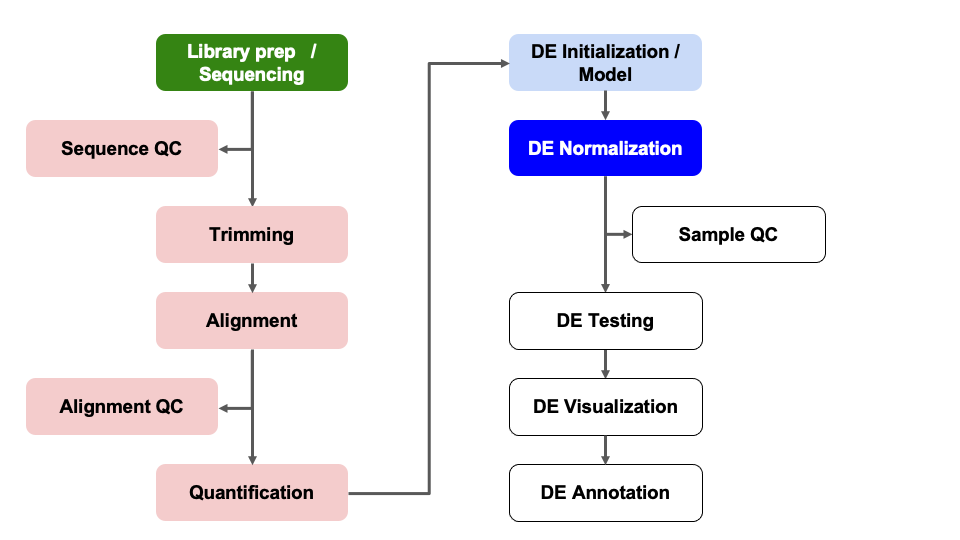 Library prep /
Sequencing
Sequence QC
Trimming
Alignment
Alignment QC
Quantification
DE Initialization /
Model
DE Normalization
Sample QC
DE Testing
DE Visualization
DE Annotation